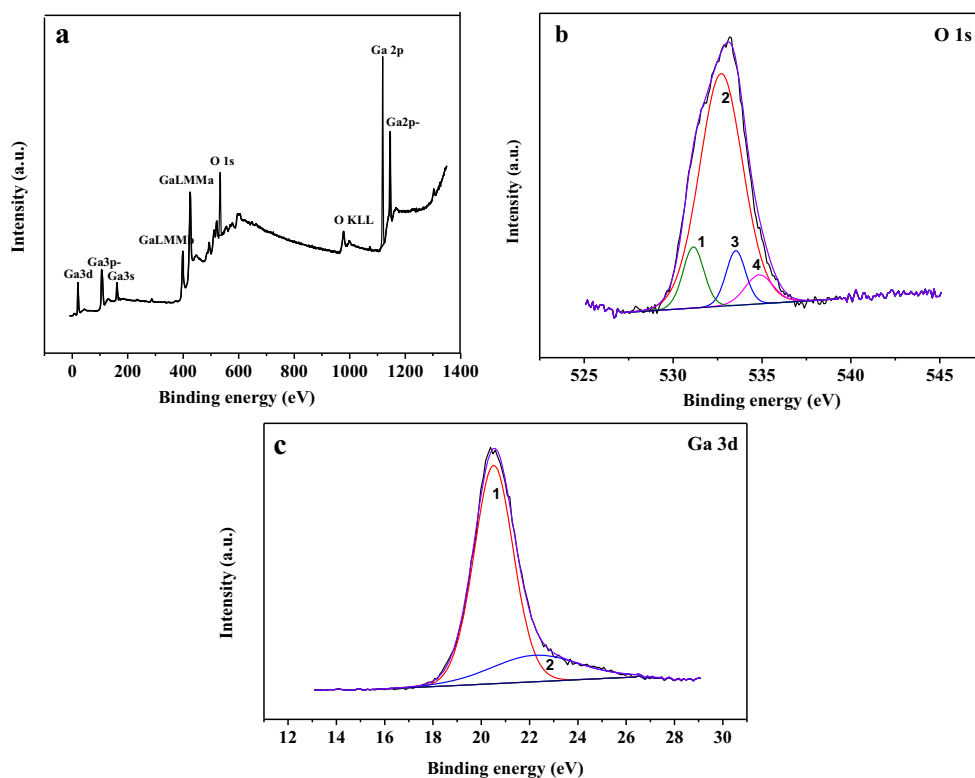 a
Ga 2p
Ga2p-
O 1s
GaLMMa
O KLL
GaLMMb
Ga3p-
Ga3d
Ga3s
Intensity (a.u.)
0 200 400 600 800 1000 1200 1400
Binding energy (eV)
b
O 1s
2
1
3
4
Intensity (a.u.)
525 530 535 540 545
Binding energy (eV)
c
Ga 3d
1
2
Intensity (a.u.)
12 14 16 18 20 22 24 26 28 30
Binding energy (eV)